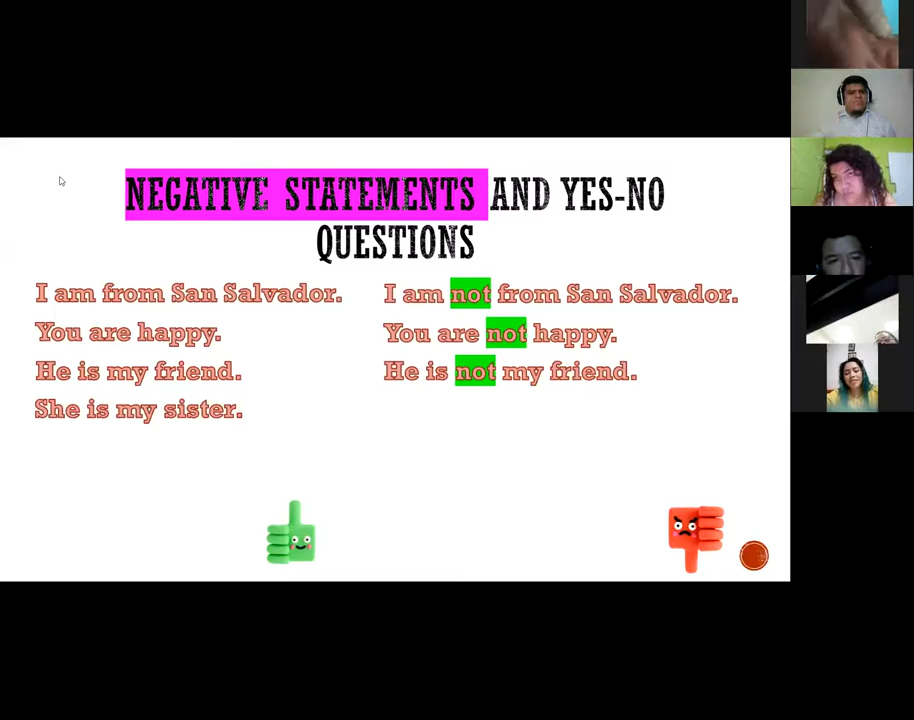 NEGATIVE STATEMENTS AND YES-NO
QUESTIONS
I am from San Salvador.
You are happy.
He is my friend.
She is my sister.
I am not from San Salvador.
You are not happy.
He is not my friend.